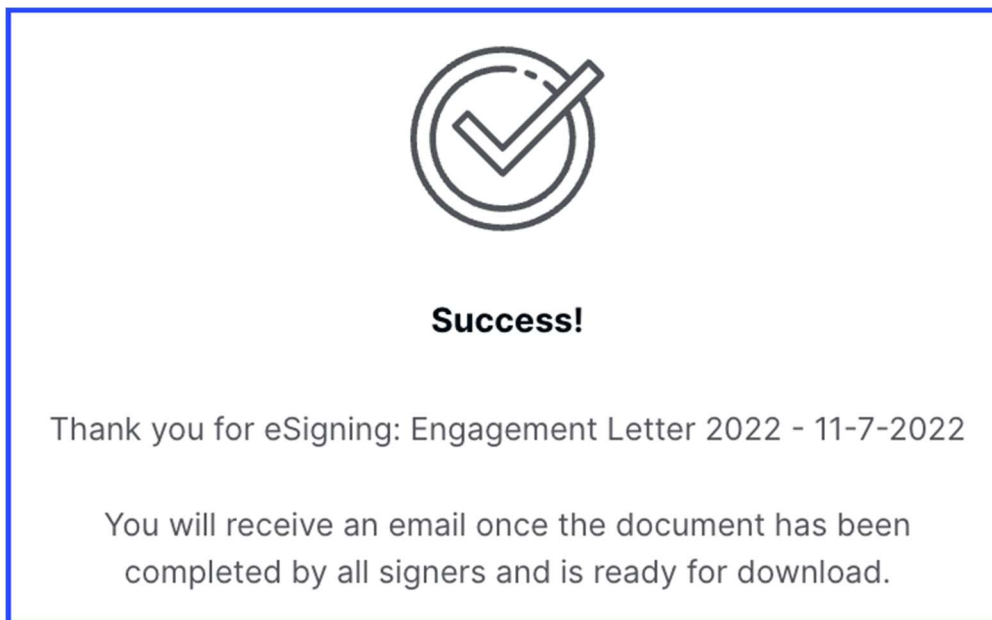 Success!
Thank you for eSigning: Engagement Letter 2022 - 11-7-2022
You will receive an email once the document has been
completed by all signers and is ready for download.